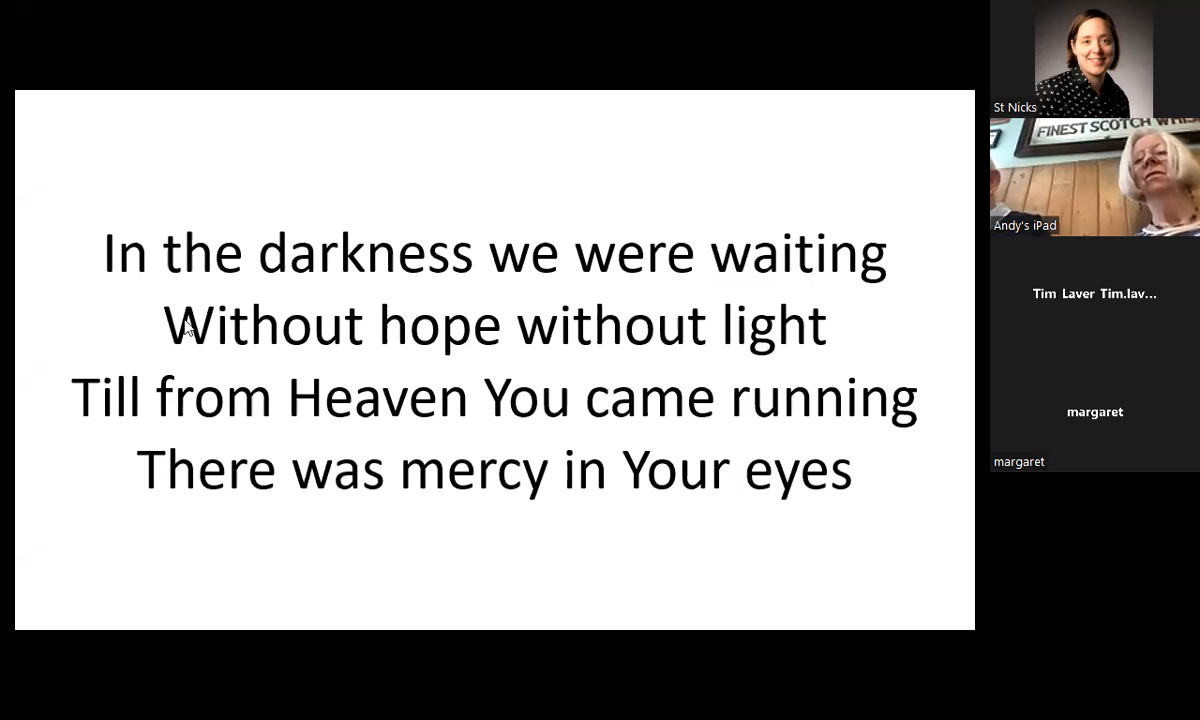 In the darkness we were waiting
Without hope without light
Till from Heaven You came running
There was mercy in Your eyes
St Nicks
FINEST SCOTCH
Andy's iPad
Tim Laver Tim.lav...
margaret
margaret